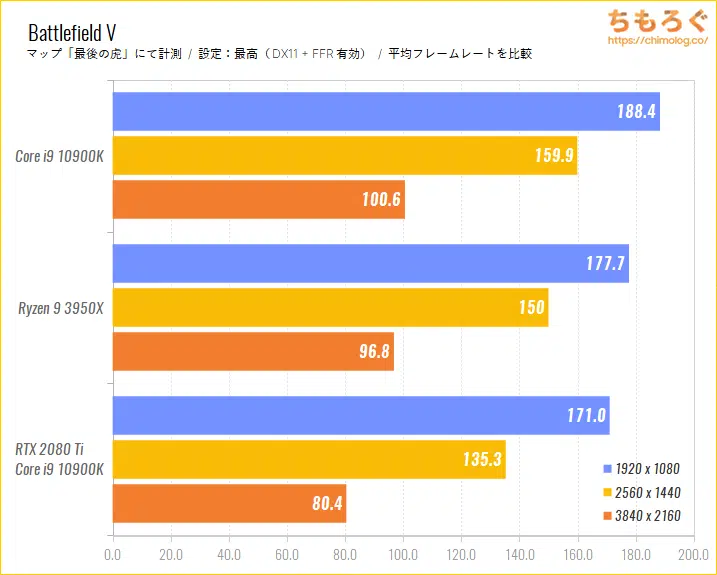 Battlefield V
ちもろぐ
https://chimolog.co/
マップ「最後の虎」にて計測 / 設定：最高（DX11 + FFR 有効） / 平均フレームレートを比較
Core i9 10900K
188.4
159.9
100.6
Ryzen 9 3950X
177.7
150
96.8
RTX 2080 Ti
Core i9 10900K
171.0
135.3
80.4
1920 x 1080
2560 x 1440
3840 x 2160
0.0 20.0 40.0 60.0 80.0 100.0 120.0 140.0 160.0 180.0 200.0